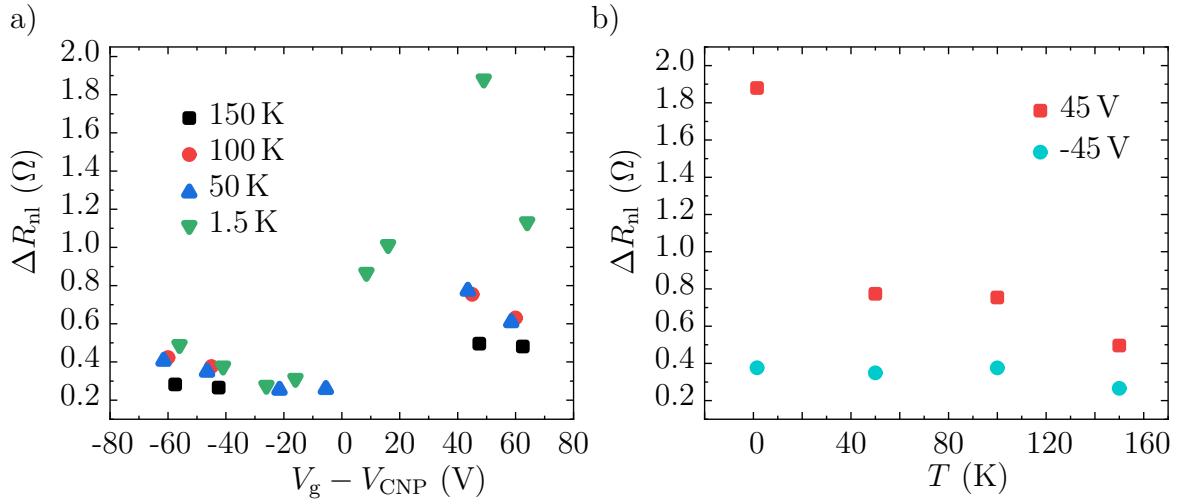 a)
2.0
1.8
1.6
1.4
1.2
1.0
0.8
0.6
0.4
0.2
ΔR_nl (Ω)
150 K
100 K
50 K
1.5 K
-80 -60 -40 -20 0 20 40 60 80
V_g − V_CNP (V)
b)
2.0
1.8
1.6
1.4
1.2
1.0
0.8
0.6
0.4
0.2
ΔR_nl (Ω)
45 V
-45 V
0 40 80 120 160
T (K)